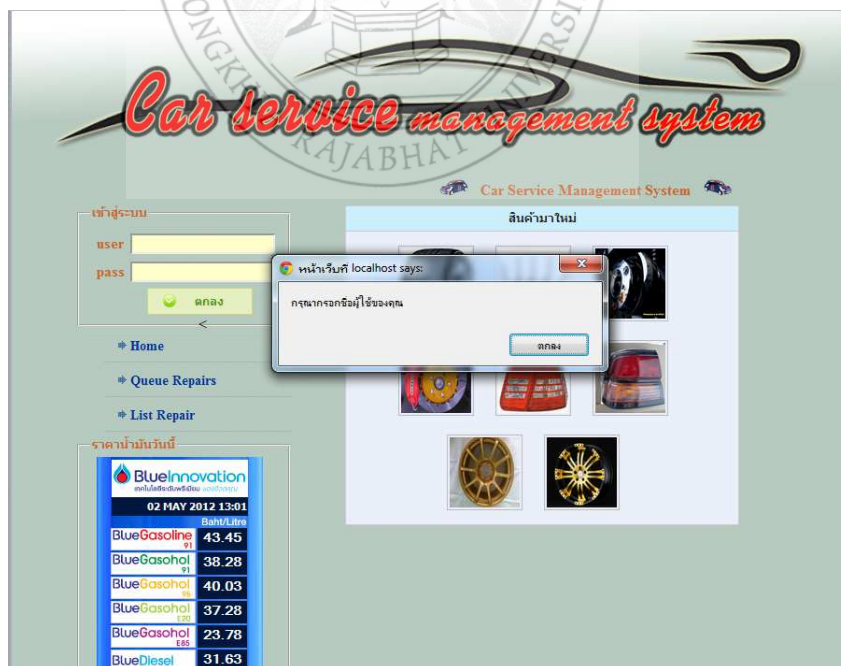 Car service management system
RAJABHAT
Car Service Management System
เข้าสู่ระบบ
user
pass
ตกลง
<
Home
Queue Repairs
List Repair
สินค้ามาใหม่
หน้าเว็บที่ localhost says:
กรุณากรอกชื่อผู้ใช้ของคุณ
ตกลง
ราคาน้ำมันวันนี้
BlueInnovation
02 MAY 2012 13:01
Baht/Litre
BlueGasoline 91 43.45
BlueGasohol 91 38.28
BlueGasohol 95 40.03
BlueGasohol E20 37.28
BlueGasohol E85 23.78
BlueDiesel 31.63